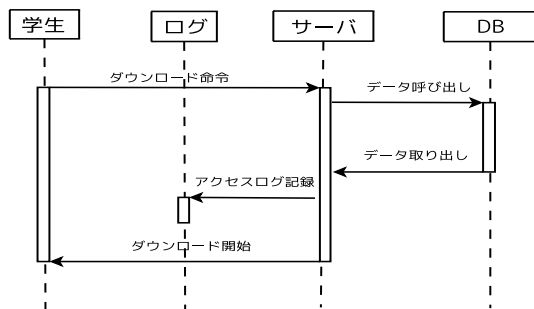 学生
ログ
サーバ
DB
ダウンロード命令
データ呼び出し
データ取り出し
アクセスログ記録
ダウンロード開始